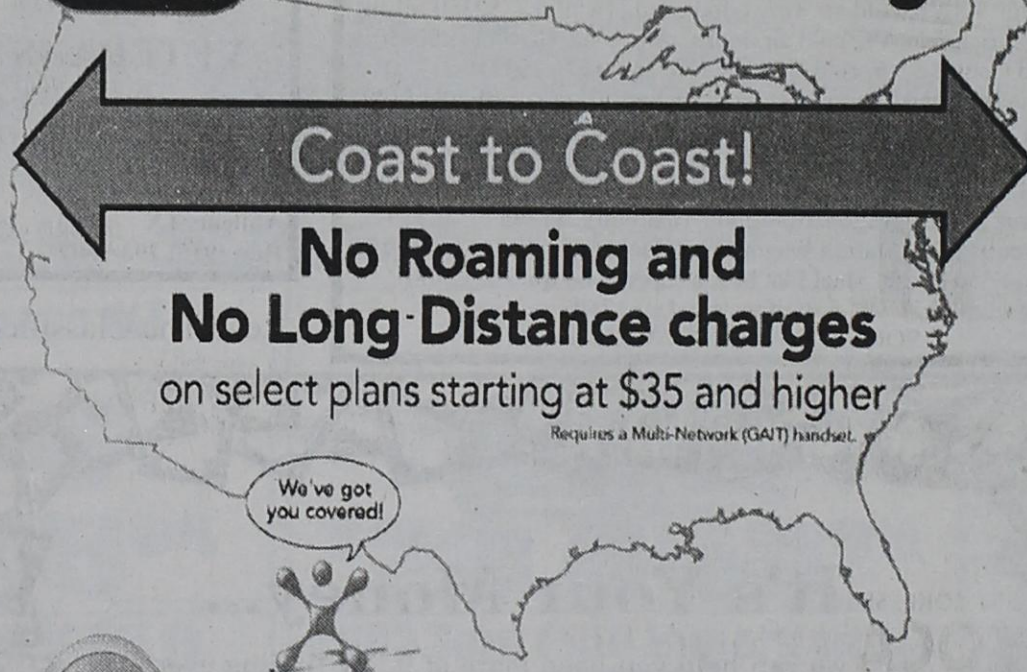 Coast to Coast!
No Roaming and
No Long-Distance charges
on select plans starting at $35 and higher
Requires a Multi-Network (GAIT) handset.
We've got
you covered!